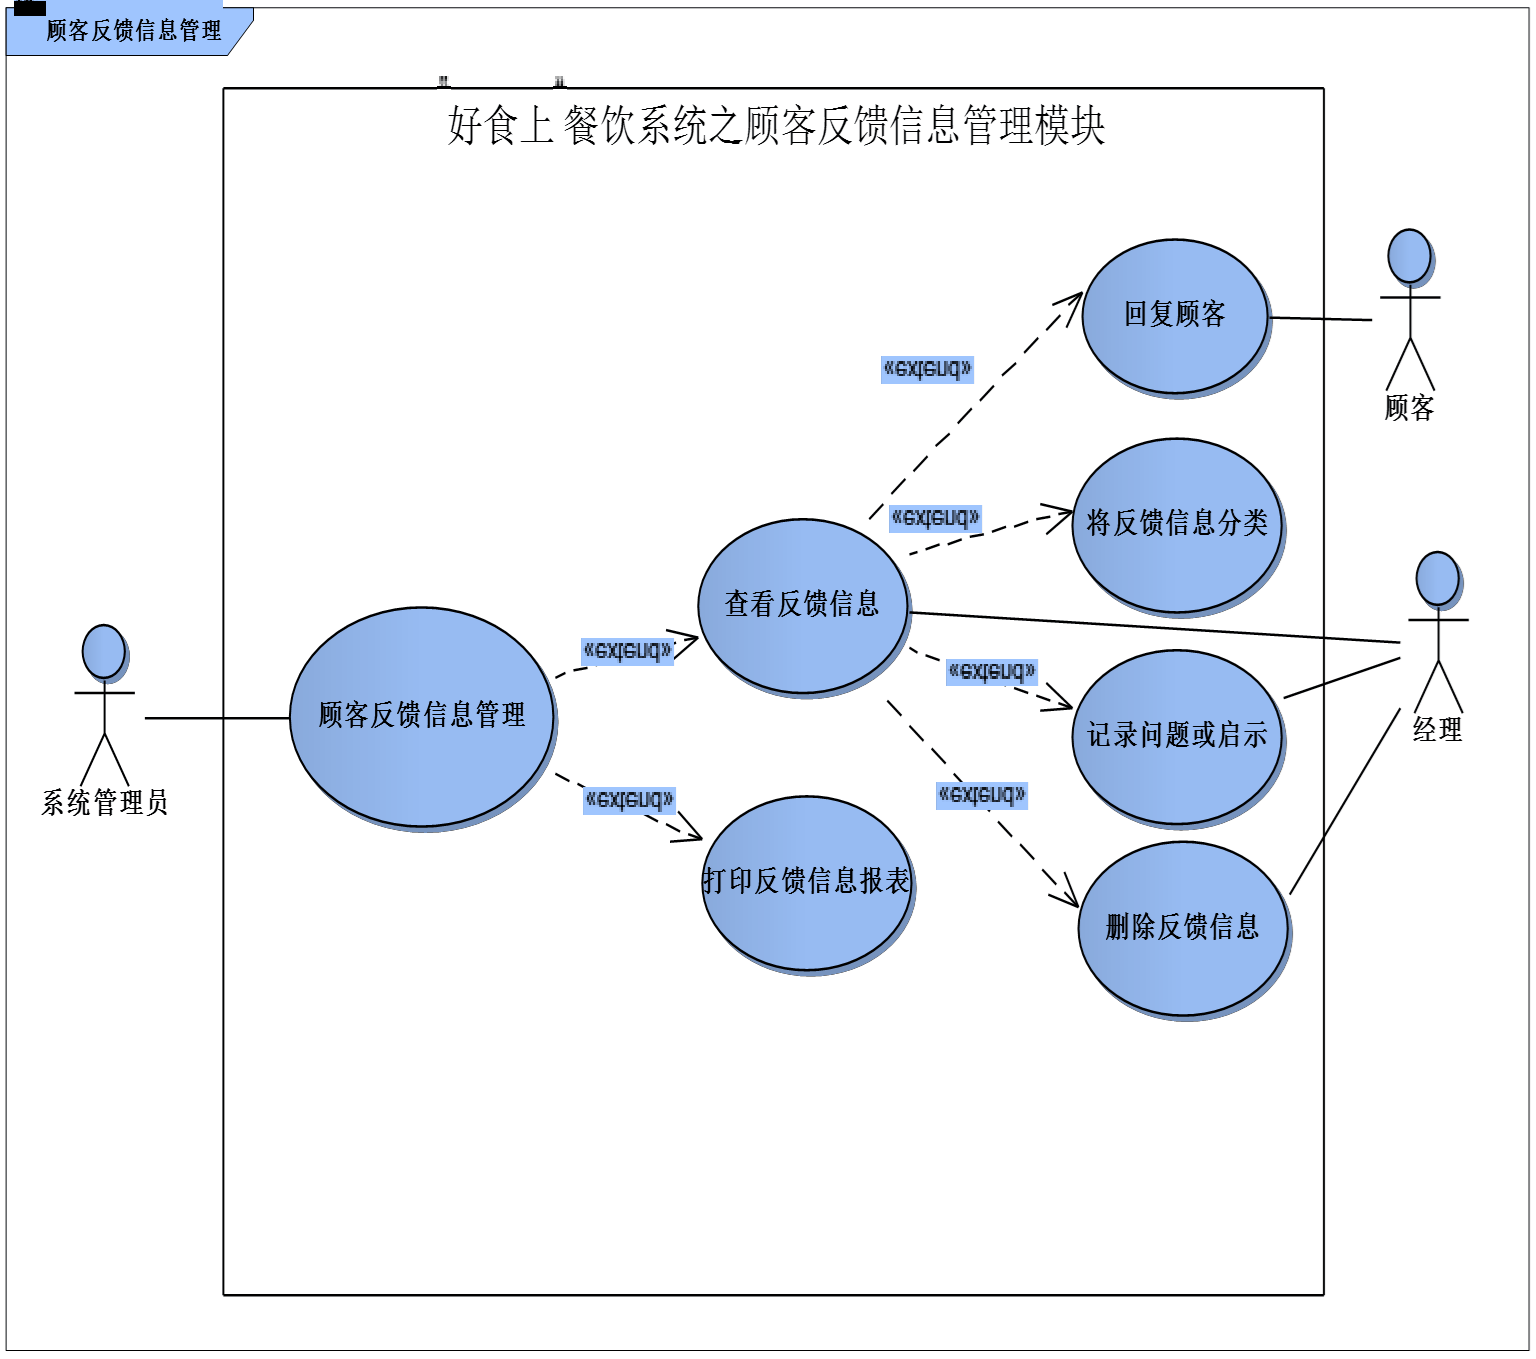 顾客反馈信息管理
好食上 餐饮系统之顾客反馈信息管理模块
回复顾客
顾客
«extend»
«extend»
将反馈信息分类
查看反馈信息
«extend»
«extend»
顾客反馈信息管理
记录问题或启示
经理
系统管理员
«extend»
«extend»
打印反馈信息报表
删除反馈信息